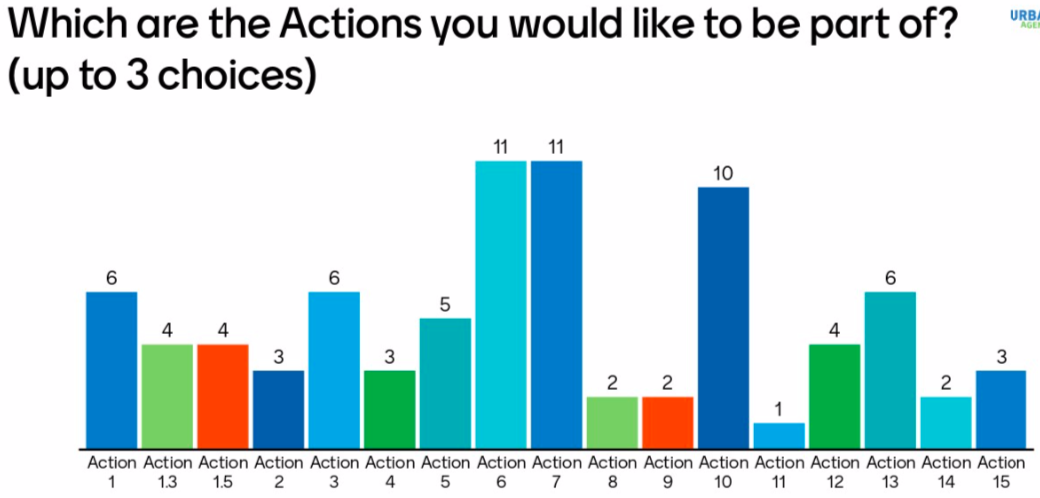 Which are the Actions you would like to be part of?
(up to 3 choices)
11 11
10
6 6 6
5
4 4 4
3 3 3
2 2 2
1
Action Action Action Action Action Action Action Action Action Action Action Action Action Action Action Action Action
1 1.3 1.5 2 3 4 5 6 7 8 9 10 11 12 13 14 15